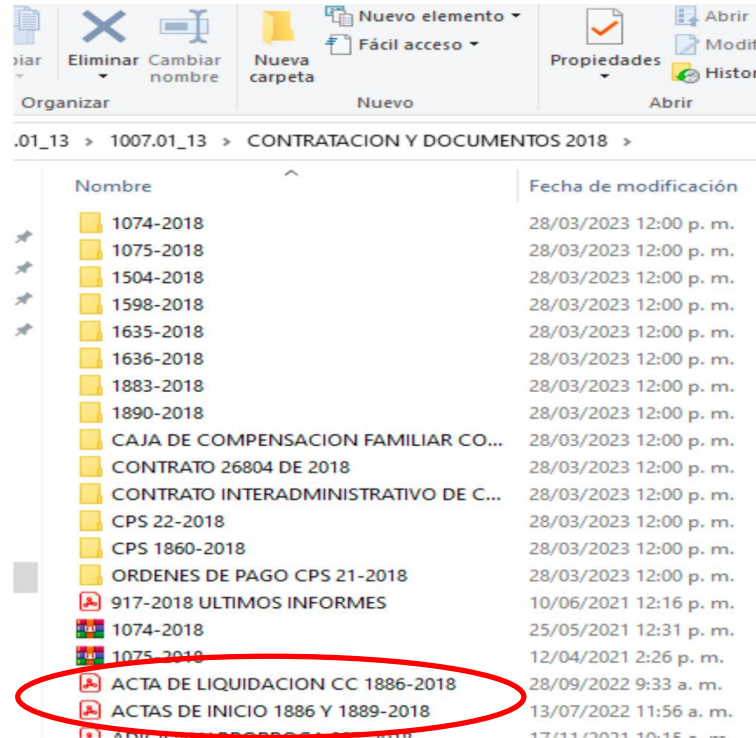 Nuevo elemento
Abrir
Fácil acceso
Eliminar Cambiar nombre
Nueva carpeta
Propiedades
Organizar
Nuevo
Abrir
.01_13 > 1007.01_13 > CONTRATACION Y DOCUMENTOS 2018 >
Nombre Fecha de modificación
1074-2018 28/03/2023 12:00 p. m.
1075-2018 28/03/2023 12:00 p. m.
1504-2018 28/03/2023 12:00 p. m.
1598-2018 28/03/2023 12:00 p. m.
1635-2018 28/03/2023 12:00 p. m.
1636-2018 28/03/2023 12:00 p. m.
1883-2018 28/03/2023 12:00 p. m.
1890-2018 28/03/2023 12:00 p. m.
CAJA DE COMPENSACION FAMILIAR CO... 28/03/2023 12:00 p. m.
CONTRATO 26804 DE 2018 28/03/2023 12:00 p. m.
CONTRATO INTERADMINISTRATIVO DE C... 28/03/2023 12:00 p. m.
CPS 22-2018 28/03/2023 12:00 p. m.
CPS 1860-2018 28/03/2023 12:00 p. m.
ORDENES DE PAGO CPS 21-2018 28/03/2023 12:00 p. m.
917-2018 ULTIMOS INFORMES 10/06/2021 12:16 p. m.
1074-2018 25/05/2021 12:31 p. m.
1075-2018 12/04/2021 2:26 p. m.
ACTA DE LIQUIDACION CC 1886-2018 28/09/2022 9:33 a. m.
ACTAS DE INICIO 1886 Y 1889-2018 13/07/2022 11:56 a. m.